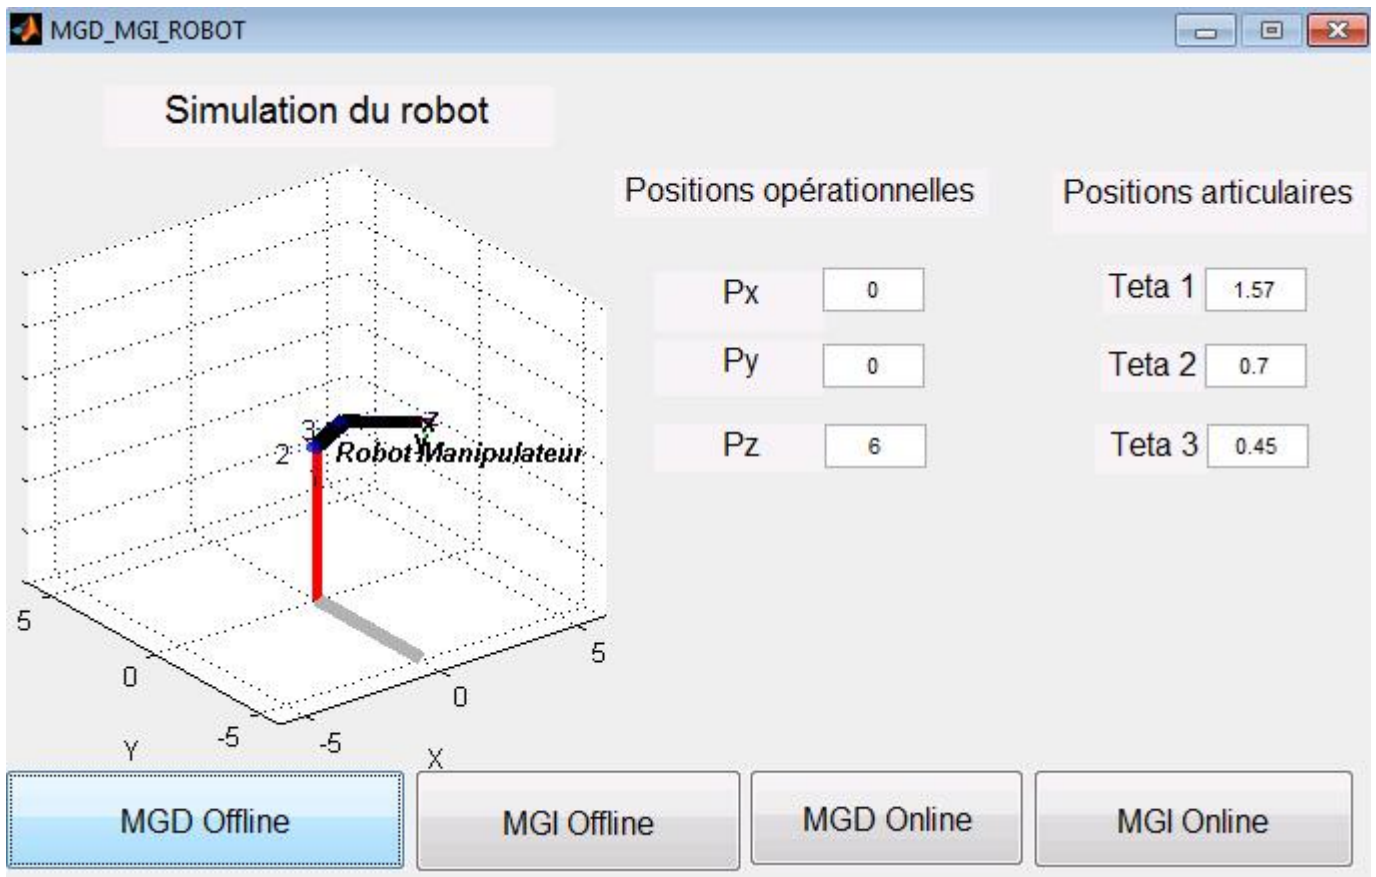 MGD_MGI_ROBOT
Simulation du robot
Positions opérationnelles
Positions articulaires
Px 0
Teta 1 1.57
Py 0
Teta 2 0.7
Pz 6
Teta 3 0.45
3
2
1
Z
X
Y
Robot Manipulateur
5
0
-5
Y
-5
0
5
X
MGD Offline
MGI Offline
MGD Online
MGI Online